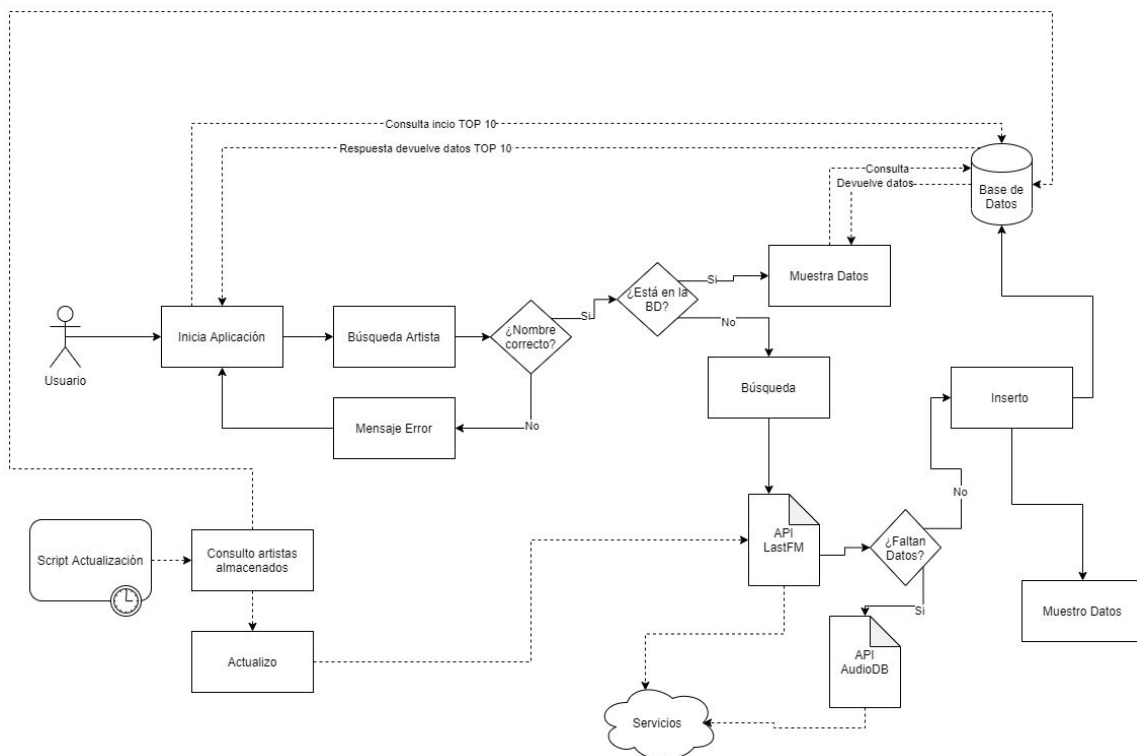 Consulta incio TOP 10
Respuesta devuelve datos TOP 10
Consulta
Devuelve datos
Base de
Datos
Muestra Datos
¿Está en la
BD?
Si
No
Usuario
Inicia Aplicación
Búsqueda Artista
¿Nombre
correcto?
Si
No
Mensaje Error
Búsqueda
Inserto
No
Script Actualización
Consulto artistas
almacenados
API
LastFM
¿Faltan
Datos?
Si
Muestro Datos
Actualizo
API
AudioDB
Servicios